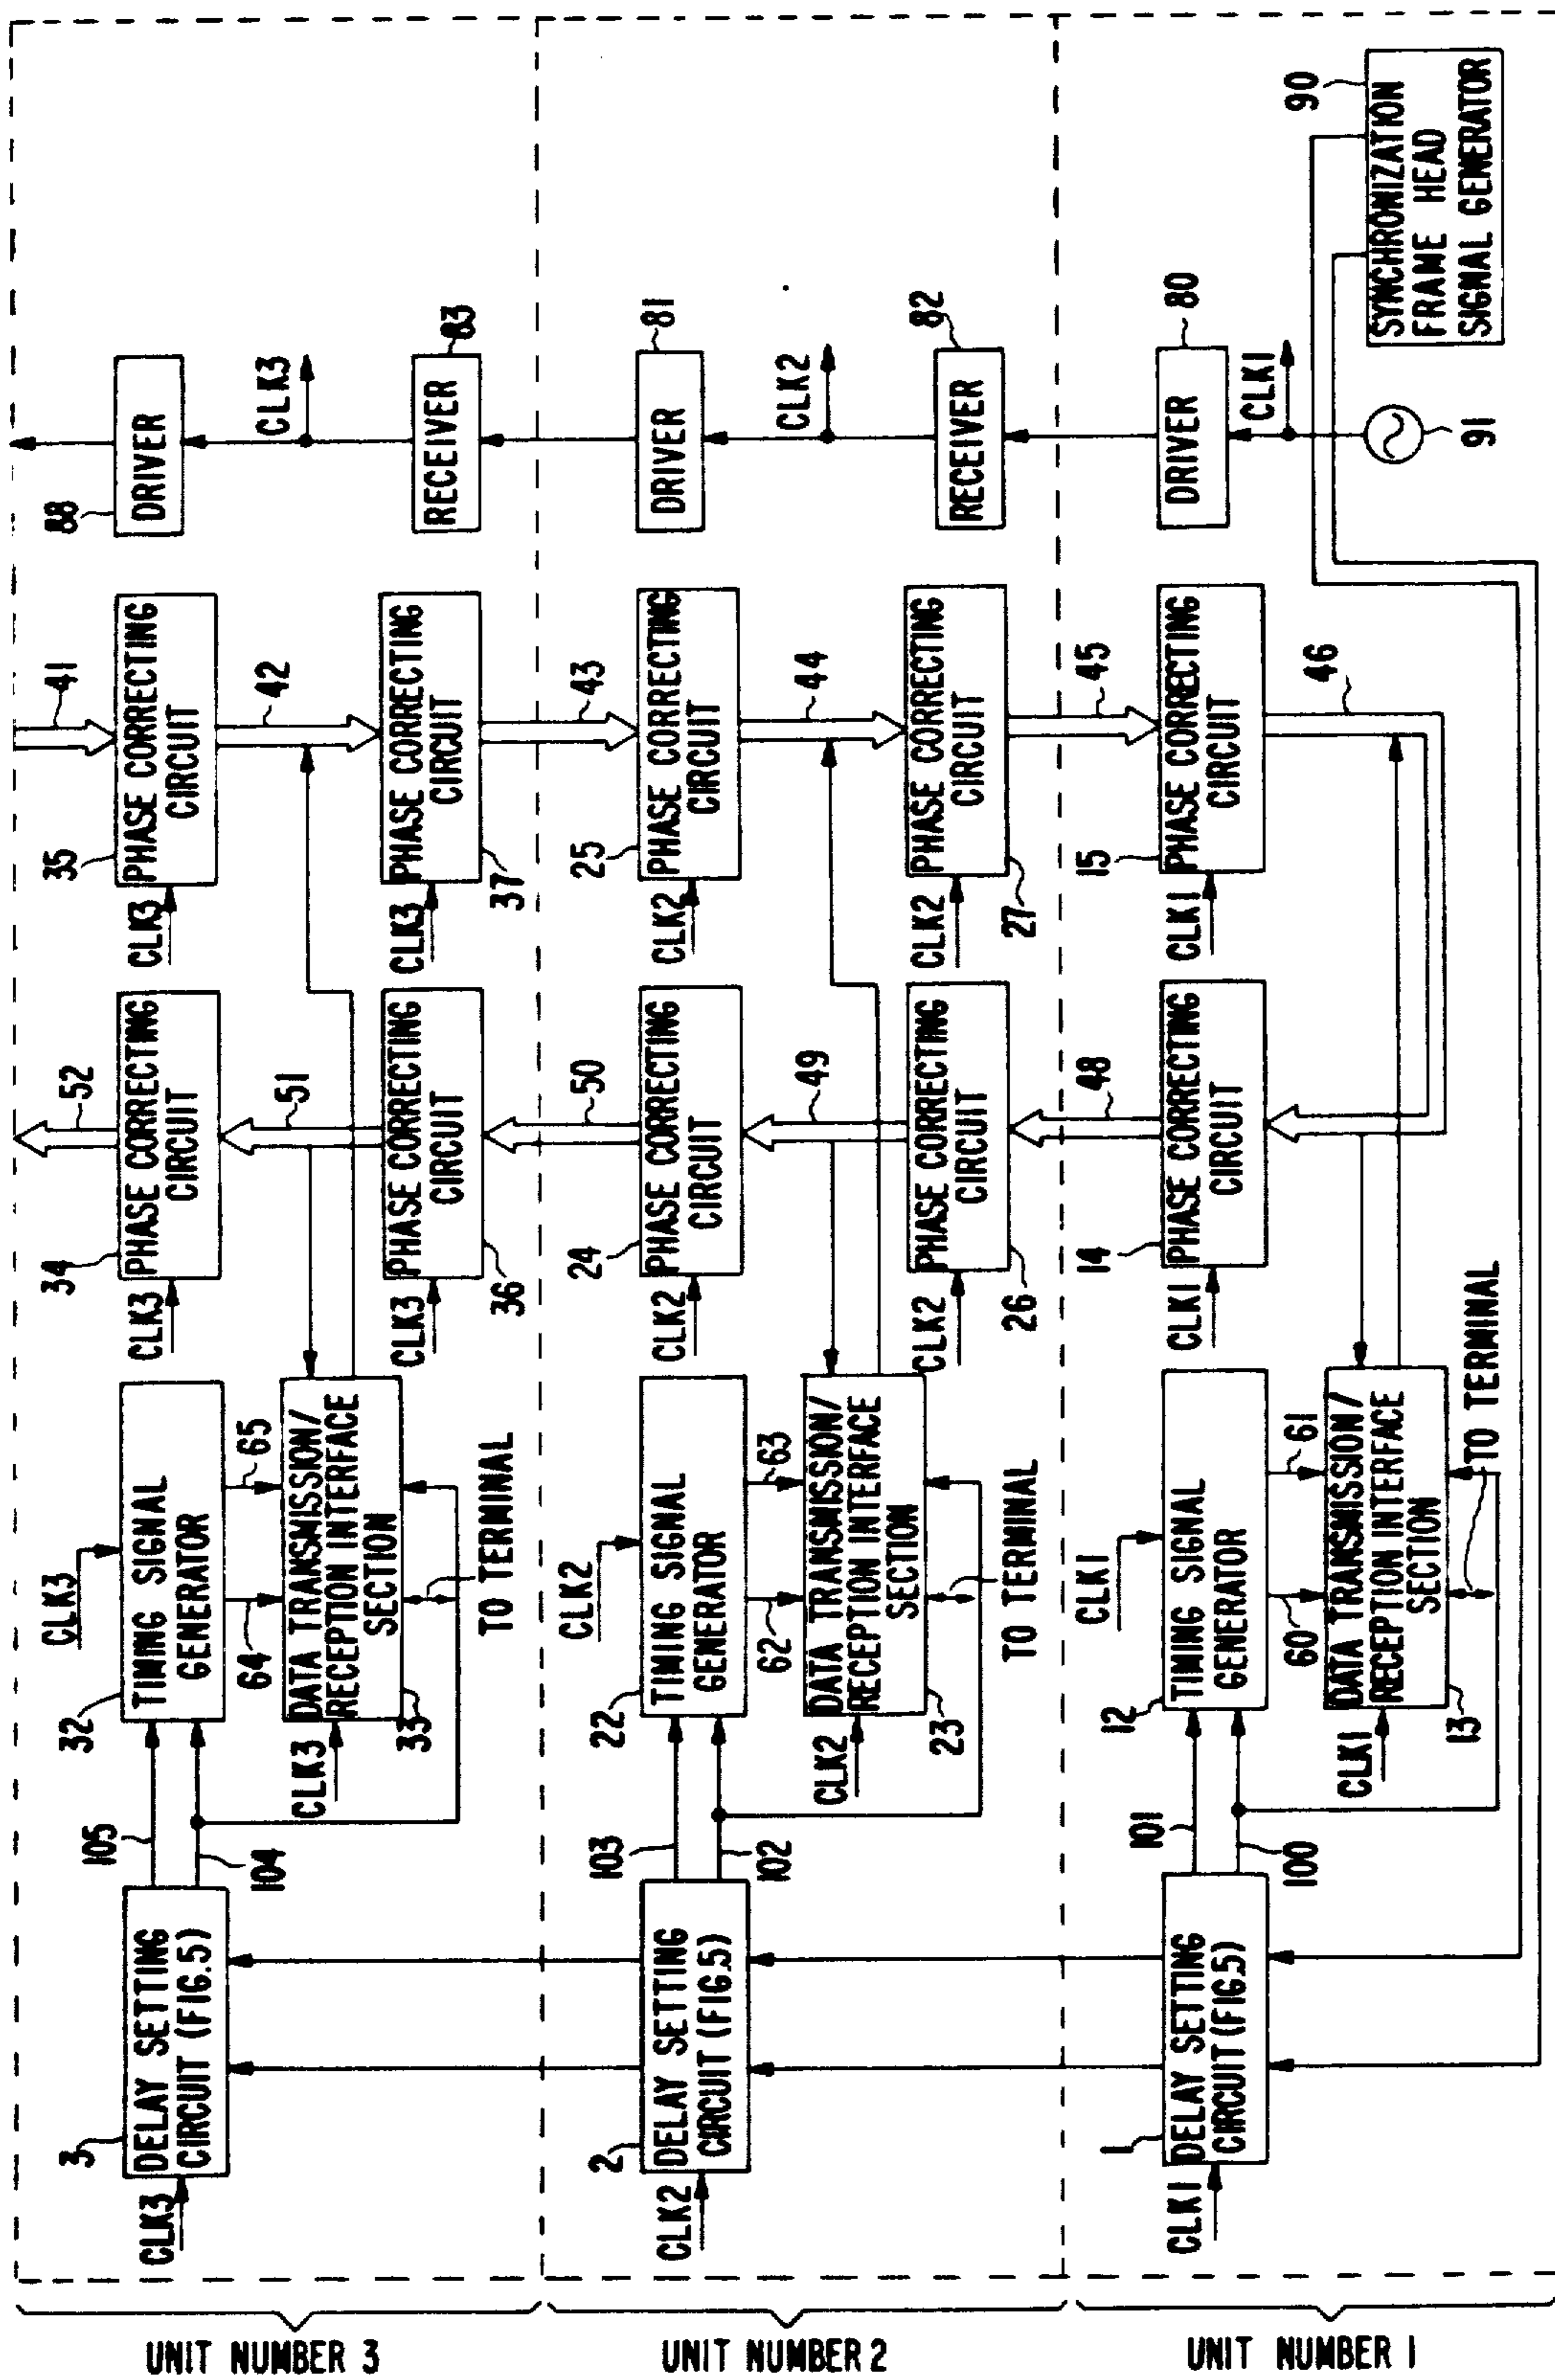 UNIT NUMBER 3
CLK3
3
DELAY SETTING
CIRCUIT (FIG.5)
105
104
CLK3
32
TIMING SIGNAL
GENERATOR
64
65
CLK3
33
DATA TRANSMISSION/
RECEPTION INTERFACE
SECTION
TO TERMINAL
CLK3
34
PHASE CORRECTING
CIRCUIT
52
51
CLK3
36
PHASE CORRECTING
CIRCUIT
CLK3
35
PHASE CORRECTING
CIRCUIT
41
42
CLK3
37
PHASE CORRECTING
CIRCUIT
88
DRIVER
CLK3
RECEIVER
83
UNIT NUMBER 2
CLK2
2
DELAY SETTING
CIRCUIT (FIG.5)
103
102
CLK2
22
TIMING SIGNAL
GENERATOR
62
63
CLK2
23
DATA TRANSMISSION/
RECEPTION INTERFACE
SECTION
TO TERMINAL
CLK2
24
PHASE CORRECTING
CIRCUIT
50
49
CLK2
26
PHASE CORRECTING
CIRCUIT
CLK2
25
PHASE CORRECTING
CIRCUIT
43
44
CLK2
27
PHASE CORRECTING
CIRCUIT
DRIVER
81
CLK2
RECEIVER
82
UNIT NUMBER 1
CLK1
1
DELAY SETTING
CIRCUIT (FIG.5)
101
100
CLK1
12
TIMING SIGNAL
GENERATOR
60
61
CLK1
13
DATA TRANSMISSION/
RECEPTION INTERFACE
SECTION
TO TERMINAL
CLK1
14
PHASE CORRECTING
CIRCUIT
48
CLK1
15
PHASE CORRECTING
CIRCUIT
45
46
DRIVER
80
CLK1
91
90
SYNCHRONIZATION
FRAME HEAD
SIGNAL GENERATOR